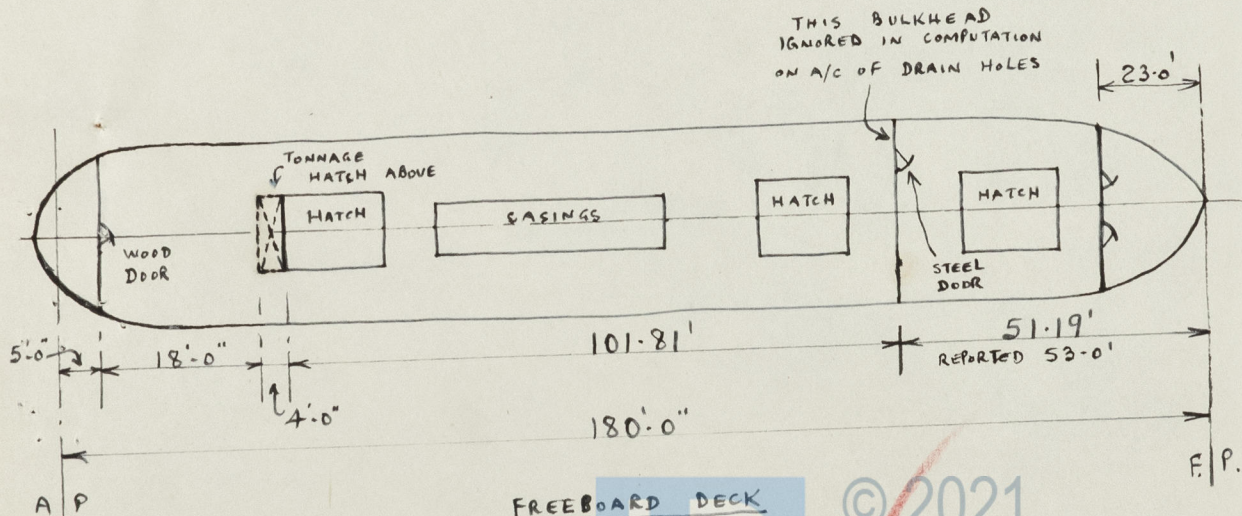 THIS BULKHEAD
IGNORED IN COMPUTATION
ON A/C OF DRAIN HOLES
23·0'
TONNAGE
HATCH ABOVE
HATCH
CASINGS
HATCH
HATCH
WOOD
DOOR
STEEL
DOOR
5'·0"
18'·0"
4'·0"
101·81'
51·19'
REPORTED 53·0'
180'·0"
A P
F. P.
FREEBOARD DECK
© 2021